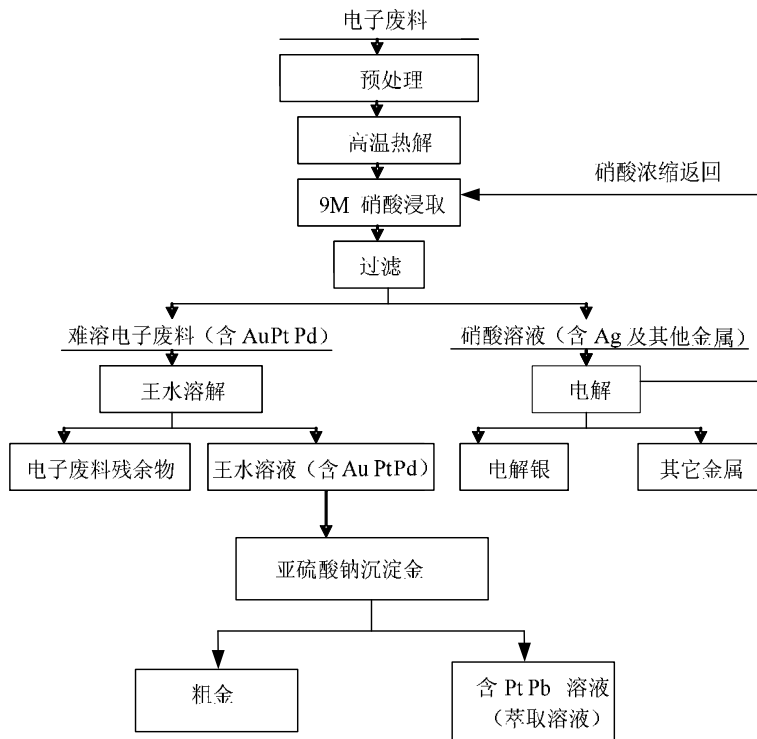 电子废料
预处理
高温热解
硝酸浓缩返回
9M 硝酸浸取
过滤
难溶电子废料（含 AuPt Pd）
硝酸溶液（含 Ag 及其他金属）
王水溶解
电解
电子废料残余物
王水溶液（含 Au PtPd）
电解银
其它金属
亚硫酸钠沉淀金
粗金
含 Pt Pb 溶液
（萃取溶液）